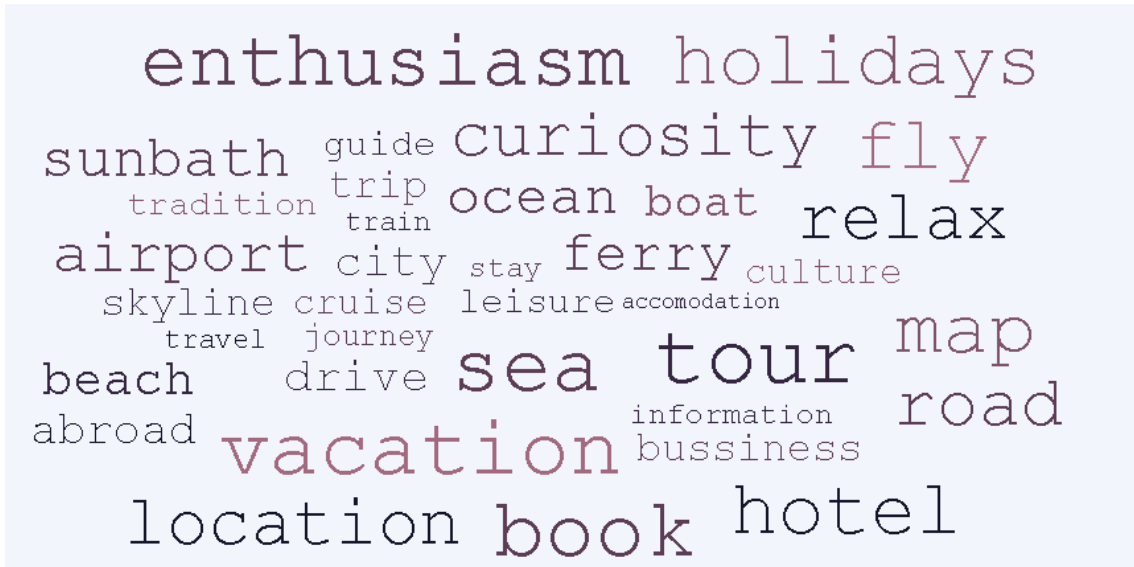 enthusiasm holidays
sunbath guide curiosity fly
tradition trip ocean boat relax
train
airport city stay ferry culture
skyline cruise leisure accomodation
travel journey sea tour map
beach drive
abroad vacation information road
bussiness
location book hotel